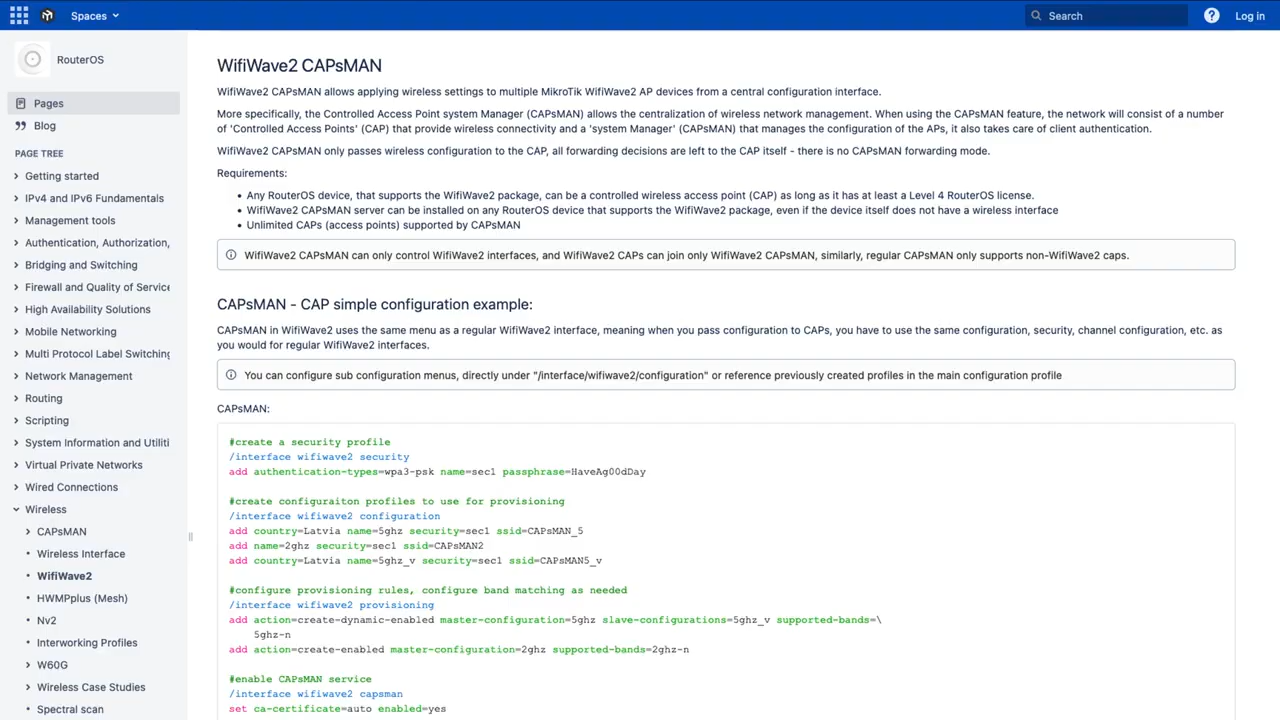 Spaces
Search
Log in
RouterOS
Pages
Blog
PAGE TREE
Getting started
IPv4 and IPv6 Fundamentals
Management tools
Authentication, Authorization,
Bridging and Switching
Firewall and Quality of Service
High Availability Solutions
Mobile Networking
Multi Protocol Label Switching
Network Management
Routing
Scripting
System Information and Utiliti
Virtual Private Networks
Wired Connections
Wireless
CAPsMAN
Wireless Interface
WifiWave2
HWMPplus (Mesh)
Nv2
Interworking Profiles
W60G
Wireless Case Studies
Spectral scan
WifiWave2 CAPsMAN
WifiWave2 CAPsMAN allows applying wireless settings to multiple MikroTik WifiWave2 AP devices from a central configuration interface.
More specifically, the Controlled Access Point system Manager (CAPsMAN) allows the centralization of wireless network management. When using the CAPsMAN feature, the network will consist of a number
of 'Controlled Access Points' (CAP) that provide wireless connectivity and a 'system Manager' (CAPsMAN) that manages the configuration of the APs, it also takes care of client authentication.
WifiWave2 CAPsMAN only passes wireless configuration to the CAP, all forwarding decisions are left to the CAP itself - there is no CAPsMAN forwarding mode.
Requirements:
• Any RouterOS device, that supports the WifiWave2 package, can be a controlled wireless access point (CAP) as long as it has at least a Level 4 RouterOS license.
• WifiWave2 CAPsMAN server can be installed on any RouterOS device that supports the WifiWave2 package, even if the device itself does not have a wireless interface
• Unlimited CAPs (access points) supported by CAPsMAN
WifiWave2 CAPsMAN can only control WifiWave2 interfaces, and WifiWave2 CAPs can join only WifiWave2 CAPsMAN, similarly, regular CAPsMAN only supports non-WifiWave2 caps.
CAPsMAN - CAP simple configuration example:
CAPsMAN in WifiWave2 uses the same menu as a regular WifiWave2 interface, meaning when you pass configuration to CAPs, you have to use the same configuration, security, channel configuration, etc. as
you would for regular WifiWave2 interfaces.
You can configure sub configuration menus, directly under "/interface/wifiwave2/configuration" or reference previously created profiles in the main configuration profile
CAPsMAN:
#create a security profile
/interface wifiwave2 security
add authentication-types=wpa3-psk name=sec1 passphrase=HaveAg00dDay
#create configuraiton profiles to use for provisioning
/interface wifiwave2 configuration
add country=Latvia name=5ghz security=sec1 ssid=CAPsMAN_5
add name=2ghz security=sec1 ssid=CAPsMAN2
add country=Latvia name=5ghz_v security=sec1 ssid=CAPsMAN5_v
#configure provisioning rules, configure band matching as needed
/interface wifiwave2 provisioning
add action=create-dynamic-enabled master-configuration=5ghz slave-configurations=5ghz_v supported-bands=\
5ghz-n
add action=create-enabled master-configuration=2ghz supported-bands=2ghz-n
#enable CAPsMAN service
/interface wifiwave2 capsman
set ca-certificate=auto enabled=yes